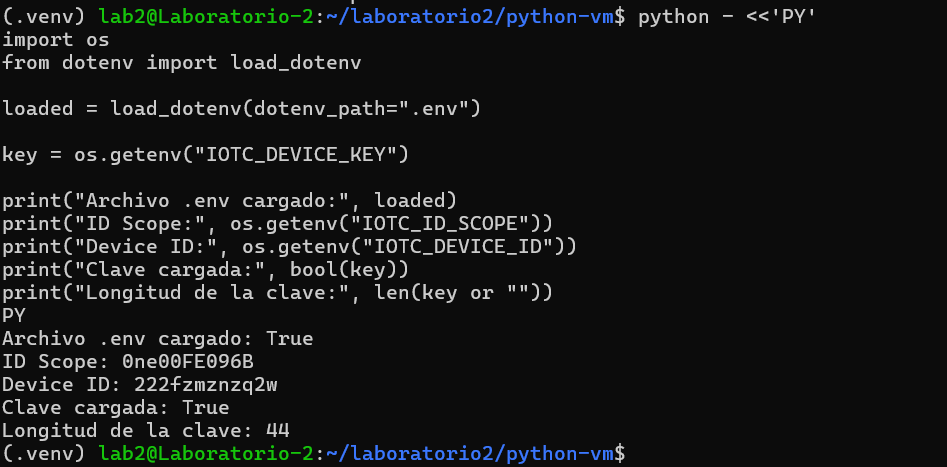 (.venv) lab2@Laboratorio-2:~/laboratorio2/python-vm$ python - <<'PY'
import os
from dotenv import load_dotenv
loaded = load_dotenv(dotenv_path=".env")
key = os.getenv("IOTC_DEVICE_KEY")
print("Archivo .env cargado:", loaded)
print("ID Scope:", os.getenv("IOTC_ID_SCOPE"))
print("Device ID:", os.getenv("IOTC_DEVICE_ID"))
print("Clave cargada:", bool(key))
print("Longitud de la clave:", len(key or ""))
PY
Archivo .env cargado: True
ID Scope: 0ne00FE096B
Device ID: 222fzmznzq2w
Clave cargada: True
Longitud de la clave: 44
(.venv) lab2@Laboratorio-2:~/laboratorio2/python-vm$